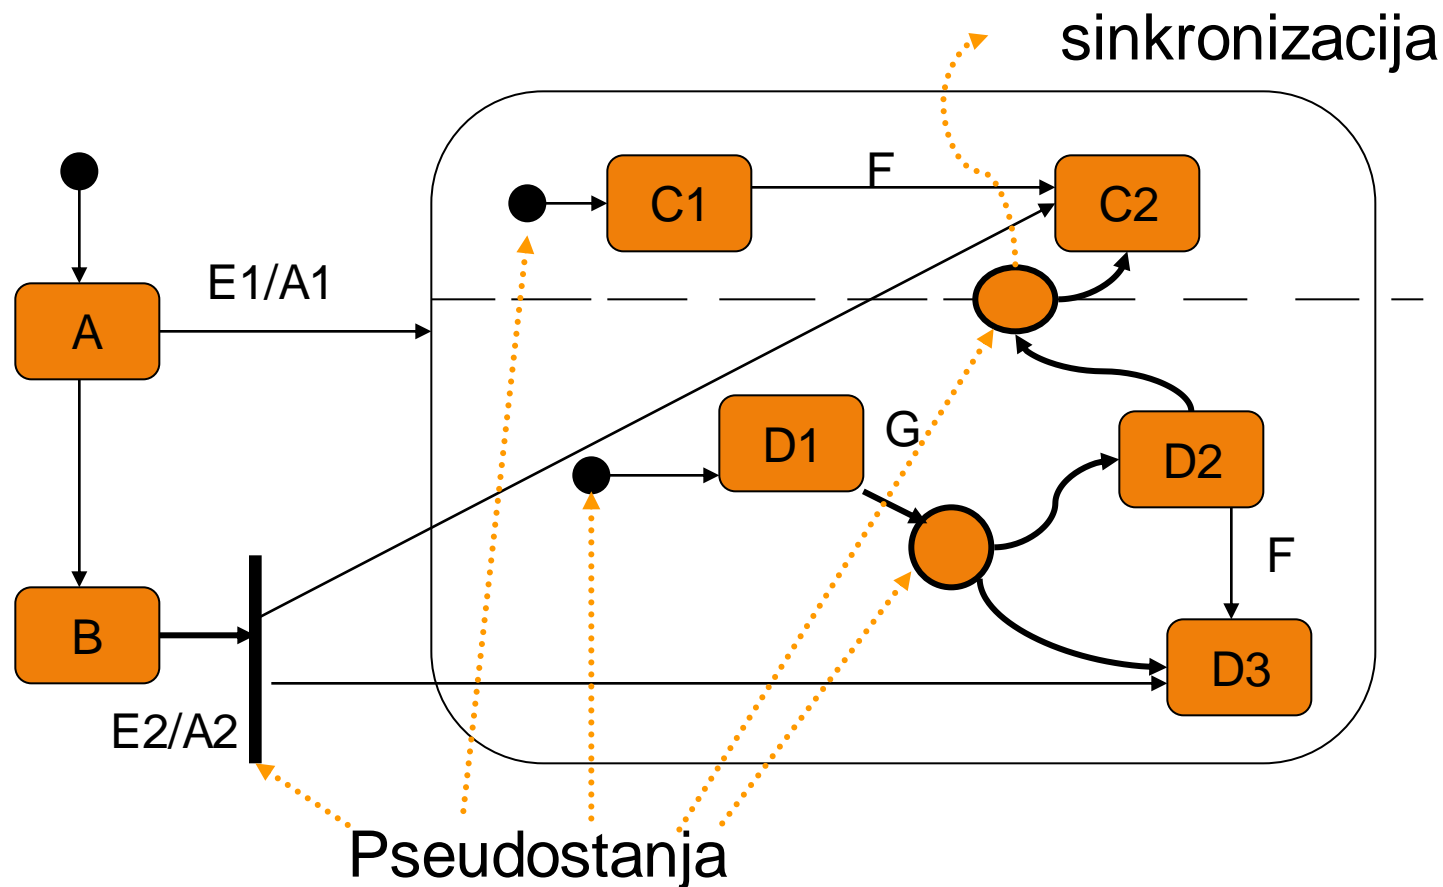 sinkronizacija
F
C1
C2
E1/A1
A
G
D1
D2
F
B
D3
E2/A2
Pseudostanja